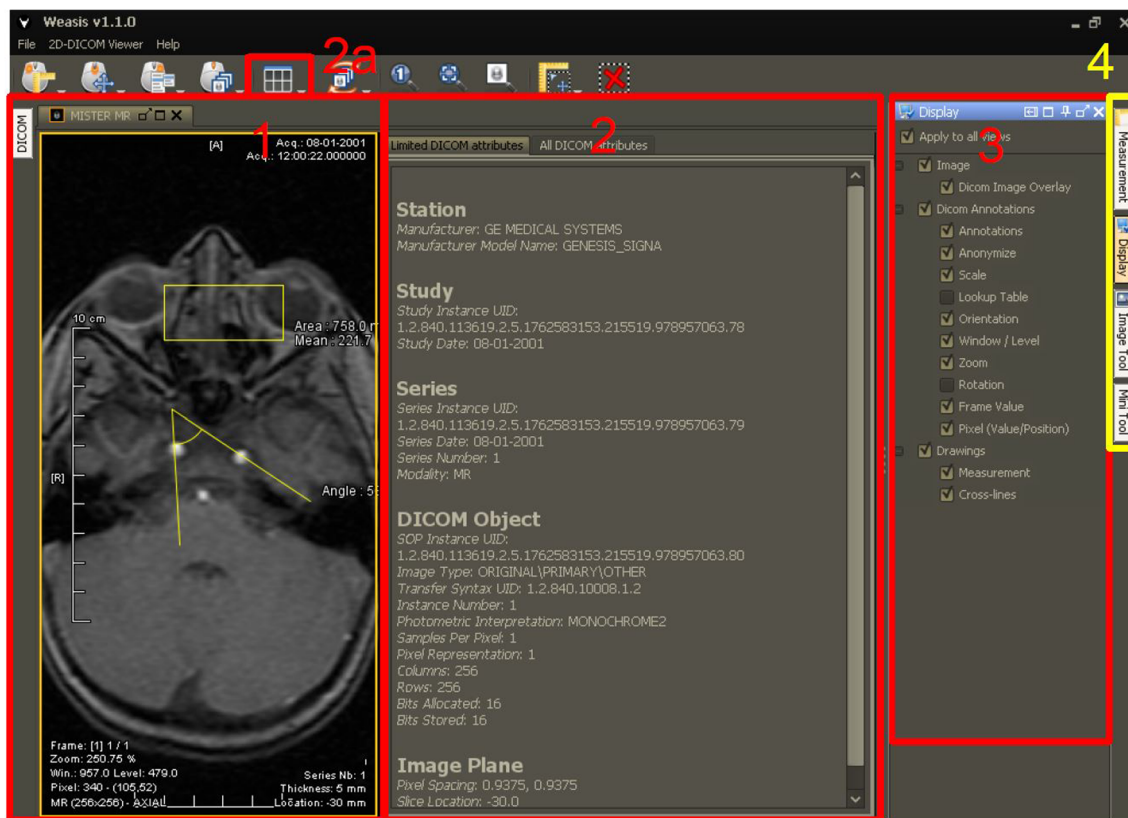 Weasis v1.1.0
File 2D-DICOM Viewer Help
2a
4
DICOM
MISTER MR
1
[A]
Acq.: 08-01-2001
Acq.: 12:00:22.000000
10 cm
Area : 758.0
Mean : 221.7
[R]
Angle : 5
Frame: [1] 1 / 1
Zoom: 250.75 %
Win.: 957.0 Level: 479.0
Pixel: 340 - (105,52)
MR (256x256) - AXIAL
Series Nb: 1
Thickness: 5 mm
Location: -30 mm
2
Limited DICOM attributes All DICOM attributes
Station
Manufacturer: GE MEDICAL SYSTEMS
Manufacturer Model Name: GENESIS_SIGNA
Study
Study Instance UID:
1.2.840.113619.2.5.1762583153.215519.978957063.78
Study Date: 08-01-2001
Series
Series Instance UID:
1.2.840.113619.2.5.1762583153.215519.978957063.79
Series Date: 08-01-2001
Series Number: 1
Modality: MR
DICOM Object
SOP Instance UID:
1.2.840.113619.2.5.1762583153.215519.978957063.80
Image Type: ORIGINAL\PRIMARY\OTHER
Transfer Syntax UID: 1.2.840.10008.1.2
Instance Number: 1
Photometric Interpretation: MONOCHROME2
Samples Per Pixel: 1
Pixel Representation: 1
Columns: 256
Rows: 256
Bits Allocated: 16
Bits Stored: 16
Image Plane
Pixel Spacing: 0.9375, 0.9375
Slice Location: -30.0
Display
3
Apply to all views
Image
Dicom Image Overlay
Dicom Annotations
Annotations
Anonymize
Scale
Lookup Table
Orientation
Window / Level
Zoom
Rotation
Frame Value
Pixel (Value/Position)
Drawings
Measurement
Cross-lines
Measurement
Display
Image Tool
Mini Tool